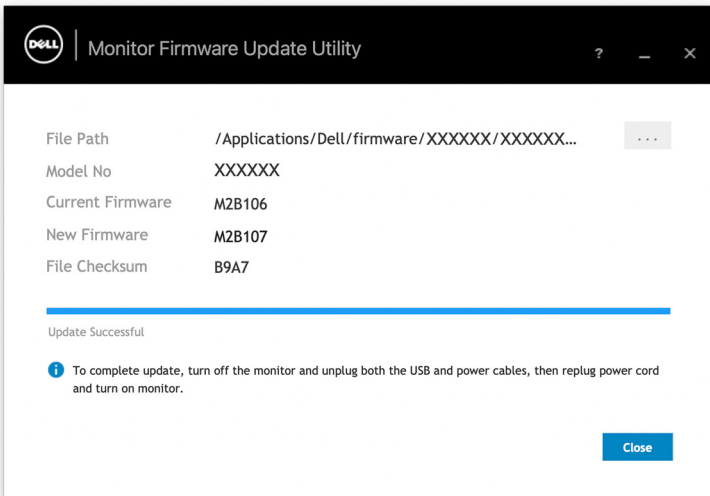 DELL Monitor Firmware Update Utility ? _ ×
File Path /Applications/Dell/firmware/XXXXXX/XXXXXX... ...
Model No XXXXXX
Current Firmware M2B106
New Firmware M2B107
File Checksum B9A7
Update Successful
i To complete update, turn off the monitor and unplug both the USB and power cables, then replug power cord
and turn on monitor.
Close